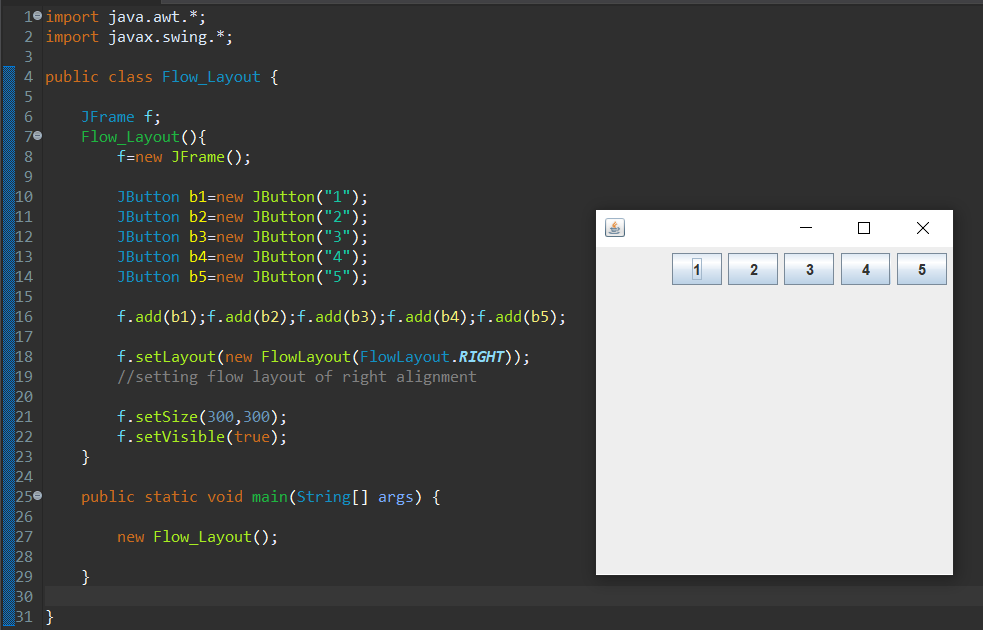 1 import java.awt.*;
2 import javax.swing.*;
3
4 public class Flow_Layout {
5
6     JFrame f;
7     Flow_Layout(){
8         f=new JFrame();
9
10         JButton b1=new JButton("1");
11         JButton b2=new JButton("2");
12         JButton b3=new JButton("3");
13         JButton b4=new JButton("4");
14         JButton b5=new JButton("5");
15
16         f.add(b1);f.add(b2);f.add(b3);f.add(b4);f.add(b5);
17
18         f.setLayout(new FlowLayout(FlowLayout.RIGHT));
19         //setting flow layout of right alignment
20
21         f.setSize(300,300);
22         f.setVisible(true);
23     }
24
25     public static void main(String[] args) {
26
27         new Flow_Layout();
28
29     }
30
31 }
1 2 3 4 5